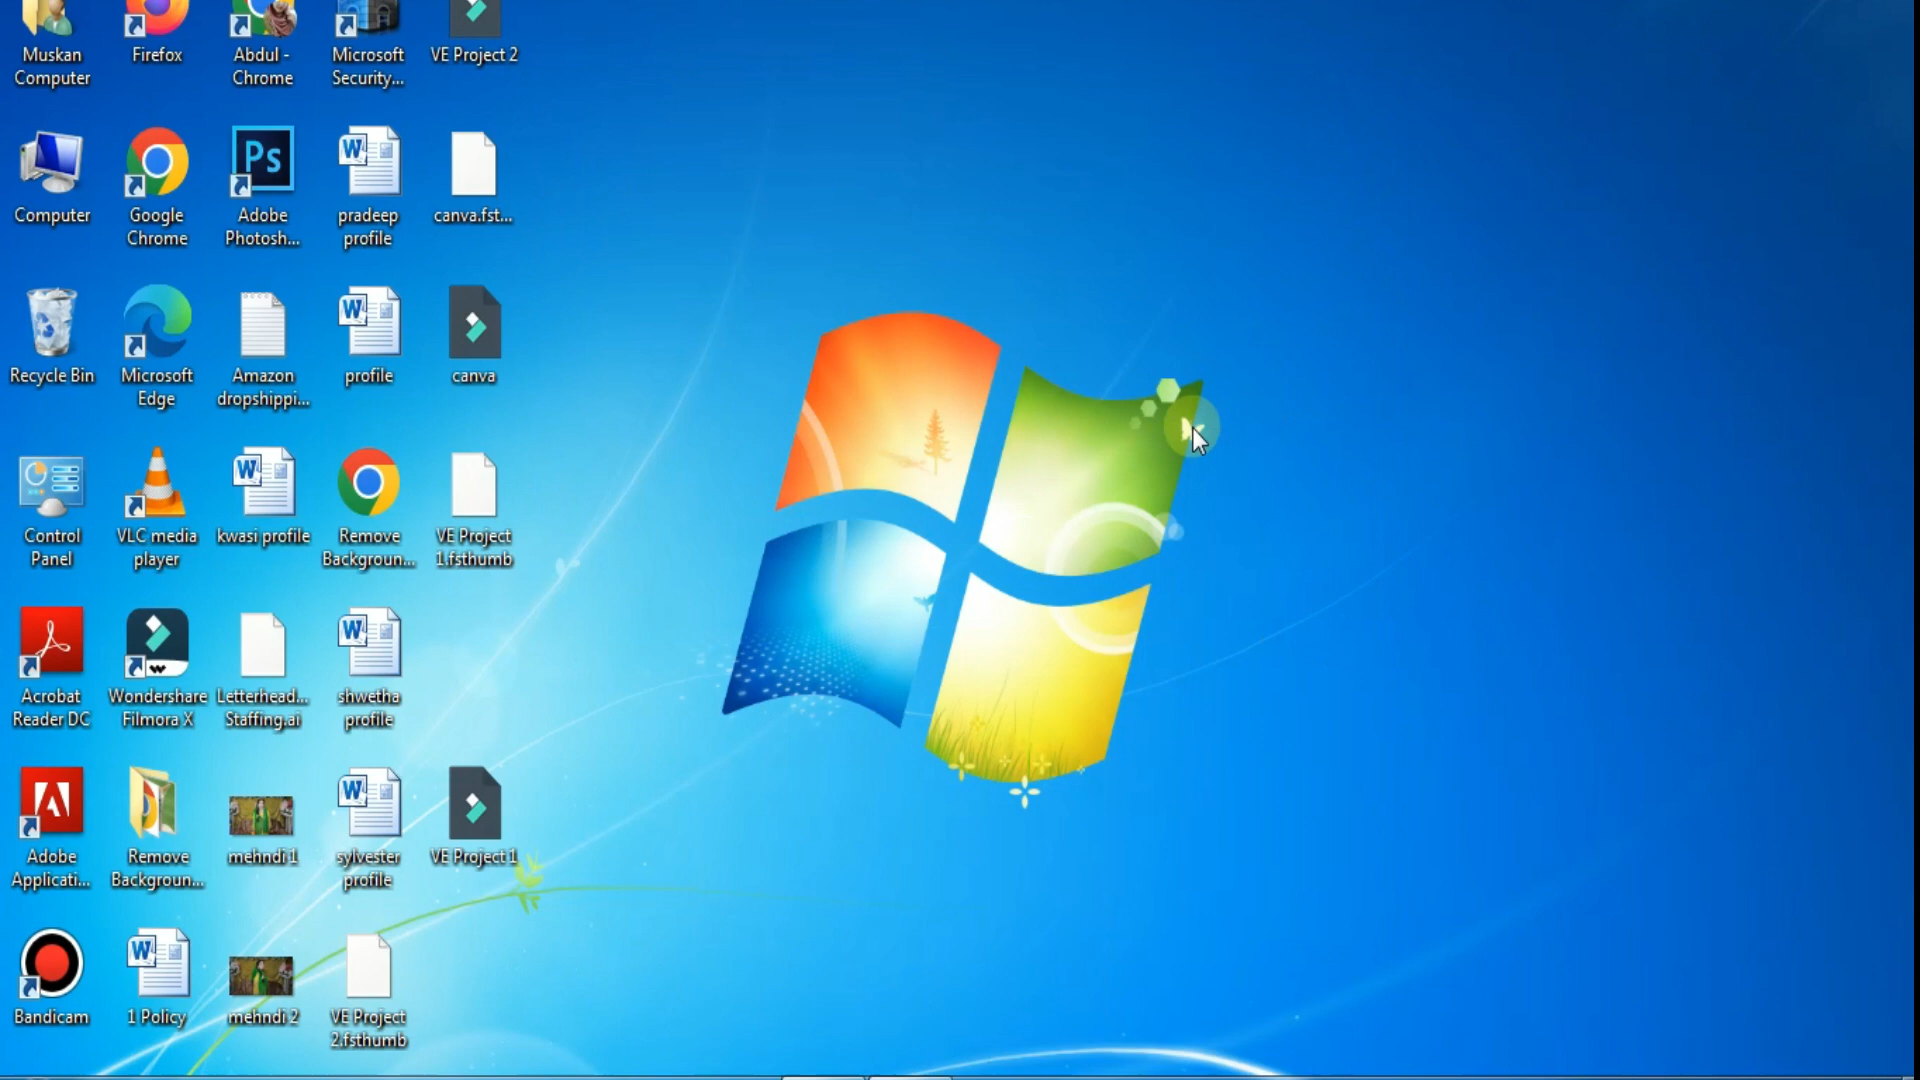 Muskan
Computer
Firefox
Abdul -
Chrome
Microsoft
Security...
VE Project 2
Computer
Google
Chrome
Ps
Adobe
Photosh...
W
pradeep
profile
canva.fst...
Recycle Bin
Microsoft
Edge
Amazon
dropshippi...
W
profile
canva
Control
Panel
VLC media
player
W
kwasi profile
Remove
Backgroun...
VE Project
1.fsthumb
Acrobat
Reader DC
Wondershare
Filmora X
Letterhead...
Staffing.ai
W
shwetha
profile
Adobe
Applicati...
Remove
Backgroun...
mehndi 1
W
sylvester
profile
VE Project 1
Bandicam
W
1 Policy
mehndi 2
VE Project
2.fsthumb